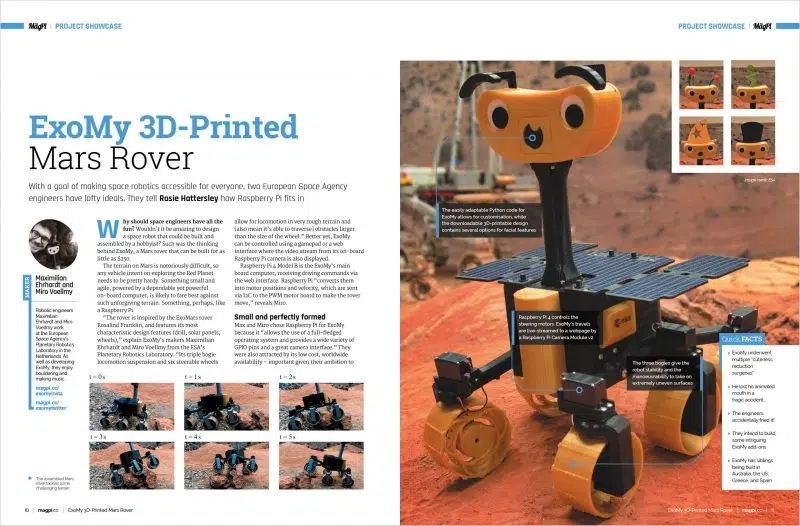 MagPi | PROJECT SHOWCASE
PROJECT SHOWCASE | MagPi
ExoMy 3D-Printed
Mars Rover
With a goal of making space robotics accessible for everyone, two European Space Agency
engineers have lofty ideals. They tell Rosie Hattersley how Raspberry Pi fits in
MAKER
Maximilian
Ehrhardt and
Miro Voellmy
Robotic engineers
Maximilian
Ehrhardt and
Miro Voellmy work
at the European
Space Agency's
Planetary Robotics
Laboratory in the
Netherlands. As well
as developing
ExoMy, they enjoy
bouldering and
making music.
magpi.cc/
exomyinsta
magpi.cc/
exomytwitter
Why should space engineers have all the
fun? Wouldn't it be amazing to design
a space robot that could be built and
assembled by a hobbyist? Such was the thinking
behind ExoMy, a Mars rover that can be built for as
little as $250.
The terrain on Mars is notoriously difficult, so
any vehicle intent on exploring the Red Planet
needs to be pretty hardy. Something small and
agile, powered by a dependable yet powerful
on-board computer, is likely to fare best against
such unforgiving terrain. Something, perhaps, like
a Raspberry Pi.
"The rover is inspired by the ExoMars rover
Rosalind Franklin, and features its most
characteristic design features (drill, solar panels,
wheels)," explain ExoMy's makers Maximilian
Ehrhardt and Miro Voellmy from the ESA's
Planetary Robotics Laboratory. "Its triple bogie
locomotion suspension and six steerable wheels
allow for locomotion in very rough terrain and
[also mean it's able to traverse] obstacles larger
than the size of the wheel." Better yet, ExoMy
can be controlled using a gamepad or a web
interface where the video stream from its on-board
Raspberry Pi camera is also displayed.
Raspberry Pi 4 Model B is the ExoMy's main
board computer, receiving driving commands via
the web interface. Raspberry Pi "converts them
into motor positions and velocity, which are sent
via I2C to the PWM motor board to make the rover
move," reveals Miro.
Small and perfectly formed
Max and Miro chose Raspberry Pi for ExoMy
because it "allows the use of a full-fledged
operating system and provides a wide variety of
GPIO pins and a great camera interface." They
were also attracted by its low cost, worldwide
availability – important given their ambition to
t = 0s
t = 1s
t = 2s
t = 3s
t = 4s
t = 5s
The assembled Mars
rover tackles some
challenging terrain
10 | magpi.cc | ExoMy 3D-Printed Mars Rover
The easily adaptable Python code for
ExoMy allows for customisation, while
the downloadable 3D-printable design
contains several options for facial features
Raspberry Pi 4 controls the
steering motors. ExoMy's travels
are live streamed to a webpage by
a Raspberry Pi Camera Module v2
The three bogies give the
robot stability and the
manoeuvrability to take on
extremely uneven surfaces
Quick FACTS
ExoMy underwent
multiple "cuteness
surgeries"
He lost his animated
mouth in a
tragic accident…
The engineers
accidentally fried it!
They intend to build
some intriguing
ExoMy add-ons
ExoMy has siblings
being built in
Australia, the US,
Greece, and Spain
ExoMy 3D-Printed Mars Rover | magpi.cc